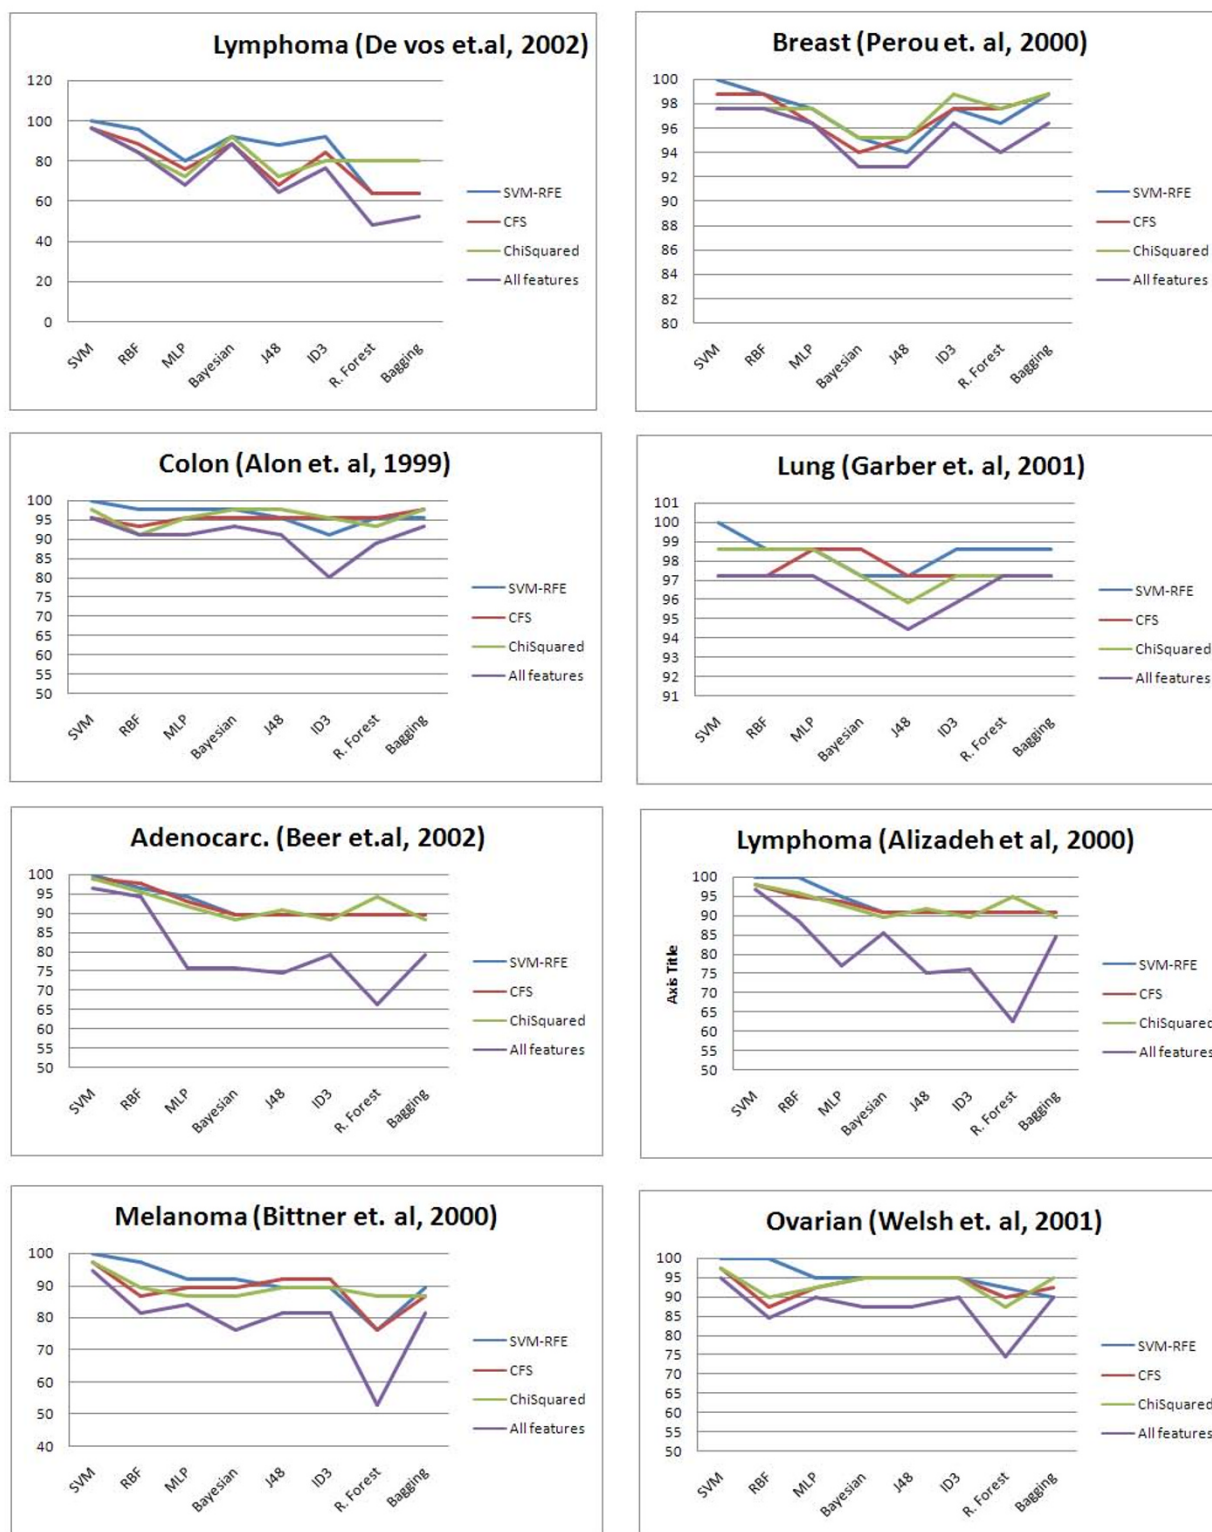 Lymphoma (De vos et.al, 2002)
120
100
80
60
40
20
0
SVM
RBF
MLP
Bayesian
J48
ID3
R. Forest
Bagging
SVM-RFE
CFS
ChiSquared
All features
Breast (Perou et. al, 2000)
100
98
96
94
92
90
88
86
84
82
80
SVM
RBF
MLP
Bayesian
J48
ID3
R. Forest
Bagging
SVM-RFE
CFS
ChiSquared
All features
Colon (Alon et. al, 1999)
100
95
90
85
80
75
70
65
60
55
50
SVM
RBF
MLP
Bayesian
J48
ID3
R. Forest
Bagging
SVM-RFE
CFS
ChiSquared
All features
Lung (Garber et. al, 2001)
101
100
99
98
97
96
95
94
93
92
91
SVM
RBF
MLP
Bayesian
J48
ID3
R. Forest
Bagging
SVM-RFE
CFS
ChiSquared
All features
Adenocarc. (Beer et.al, 2002)
100
95
90
85
80
75
70
65
60
55
50
SVM
RBF
MLP
Bayesian
J48
ID3
R. Forest
Bagging
SVM-RFE
CFS
ChiSquared
All features
Lymphoma (Alizadeh et al, 2000)
Axis Title
100
95
90
85
80
75
70
65
60
55
50
SVM
RBF
MLP
Bayesian
J48
ID3
R. Forest
Bagging
SVM-RFE
CFS
ChiSquared
All features
Melanoma (Bittner et. al, 2000)
100
90
80
70
60
50
40
SVM
RBF
MLP
Bayesian
J48
ID3
R. Forest
Bagging
SVM-RFE
CFS
ChiSquared
All features
Ovarian (Welsh et. al, 2001)
100
95
90
85
80
75
70
65
60
55
50
SVM
RBF
MLP
Bayesian
J48
ID3
R. Forest
Bagging
SVM-RFE
CFS
ChiSquared
All features